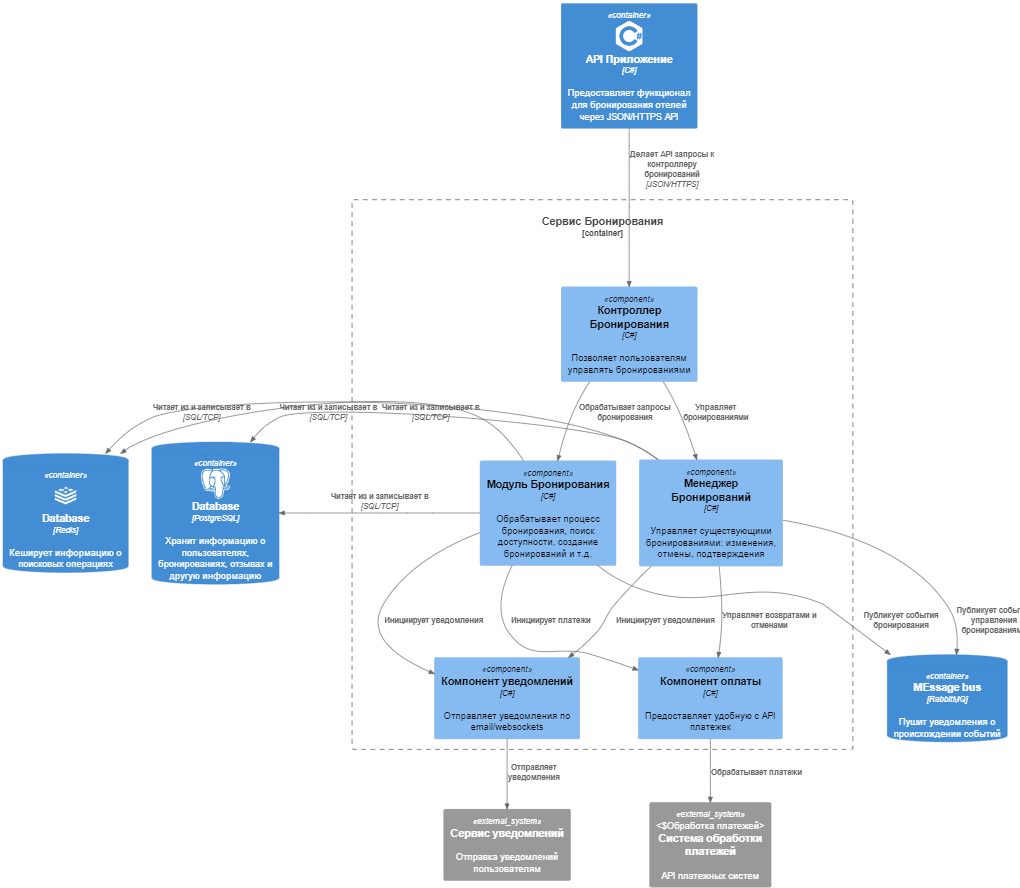 «container»
API Приложение
[C#]
Предоставляет функционал
для бронирования отелей
через JSON/HTTPS API
Делает API запросы к
контроллеру
бронирований
[JSON/HTTPS]
Сервис Бронирования
[container]
«component»
Контроллер
Бронирования
[C#]
Позволяет пользователям
управлять бронированиями
Обрабатывает запросы
бронирования
Управляет
бронированиями
Читает из и записывает в
[SQL/TCP]
Читает из и записывает в
[SQL/TCP]
Читает из и записывает в
[SQL/TCP]
«container»
Database
[Redis]
Кеширует информацию о
поисковых операциях
«container»
Database
[PostgreSQL]
Хранит информацию о
пользователях,
бронированиях, отзывах и
другую информацию
Читает из и записывает в
[SQL/TCP]
«component»
Модуль Бронирования
[C#]
Обрабатывает процесс
бронирования, поиск
доступности, создание
бронирований и т.д.
«component»
Менеджер
Бронирований
[C#]
Управляет существующими
бронированиями: изменения,
отмены, подтверждения
Инициирует уведомления
Инициирует платежи
Инициирует уведомления
Управляет возвратами и
отменами
Публикует события
бронирования
Публикует событ
управления
бронированиям
«component»
Компонент уведомлений
[C#]
Отправляет уведомления по
email/websockets
«component»
Компонент оплаты
[C#]
Предоставляет удобную с API
платежек
«container»
MEssage bus
[RabbitMQ]
Пушит уведомления о
происхождении событий
Отправляет
уведомления
Обрабатывает платежи
«external_system»
Сервис уведомлений
Отправка уведомлений
пользователям
«external_system»
<$Обработка платежей>
Система обработки
платежей
API платежных систем